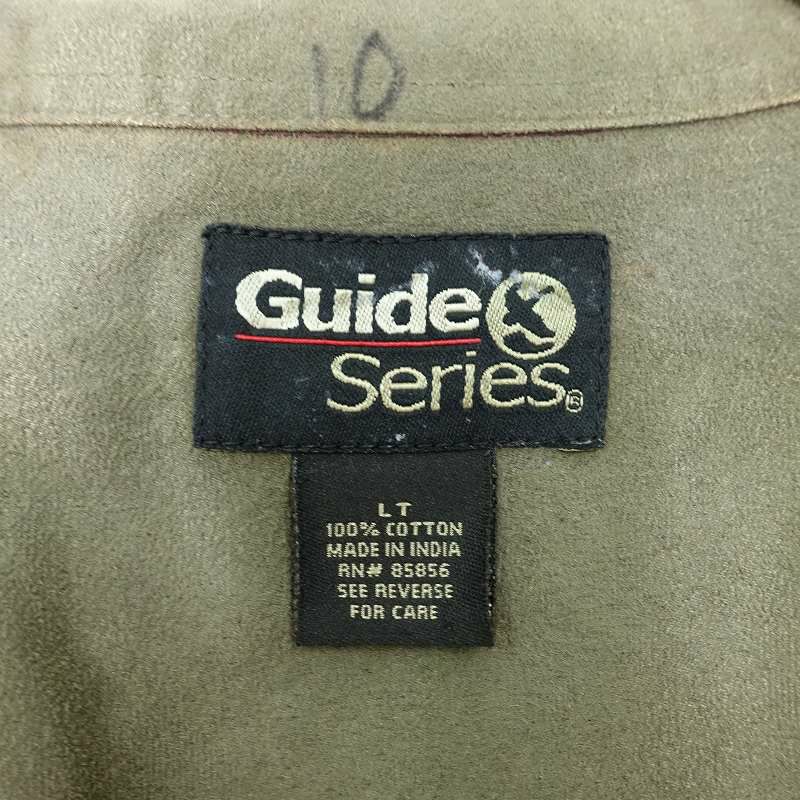 10
Guide
Series®
LT
100% COTTON
MADE IN INDIA
RN# 85856
SEE REVERSE
FOR CARE